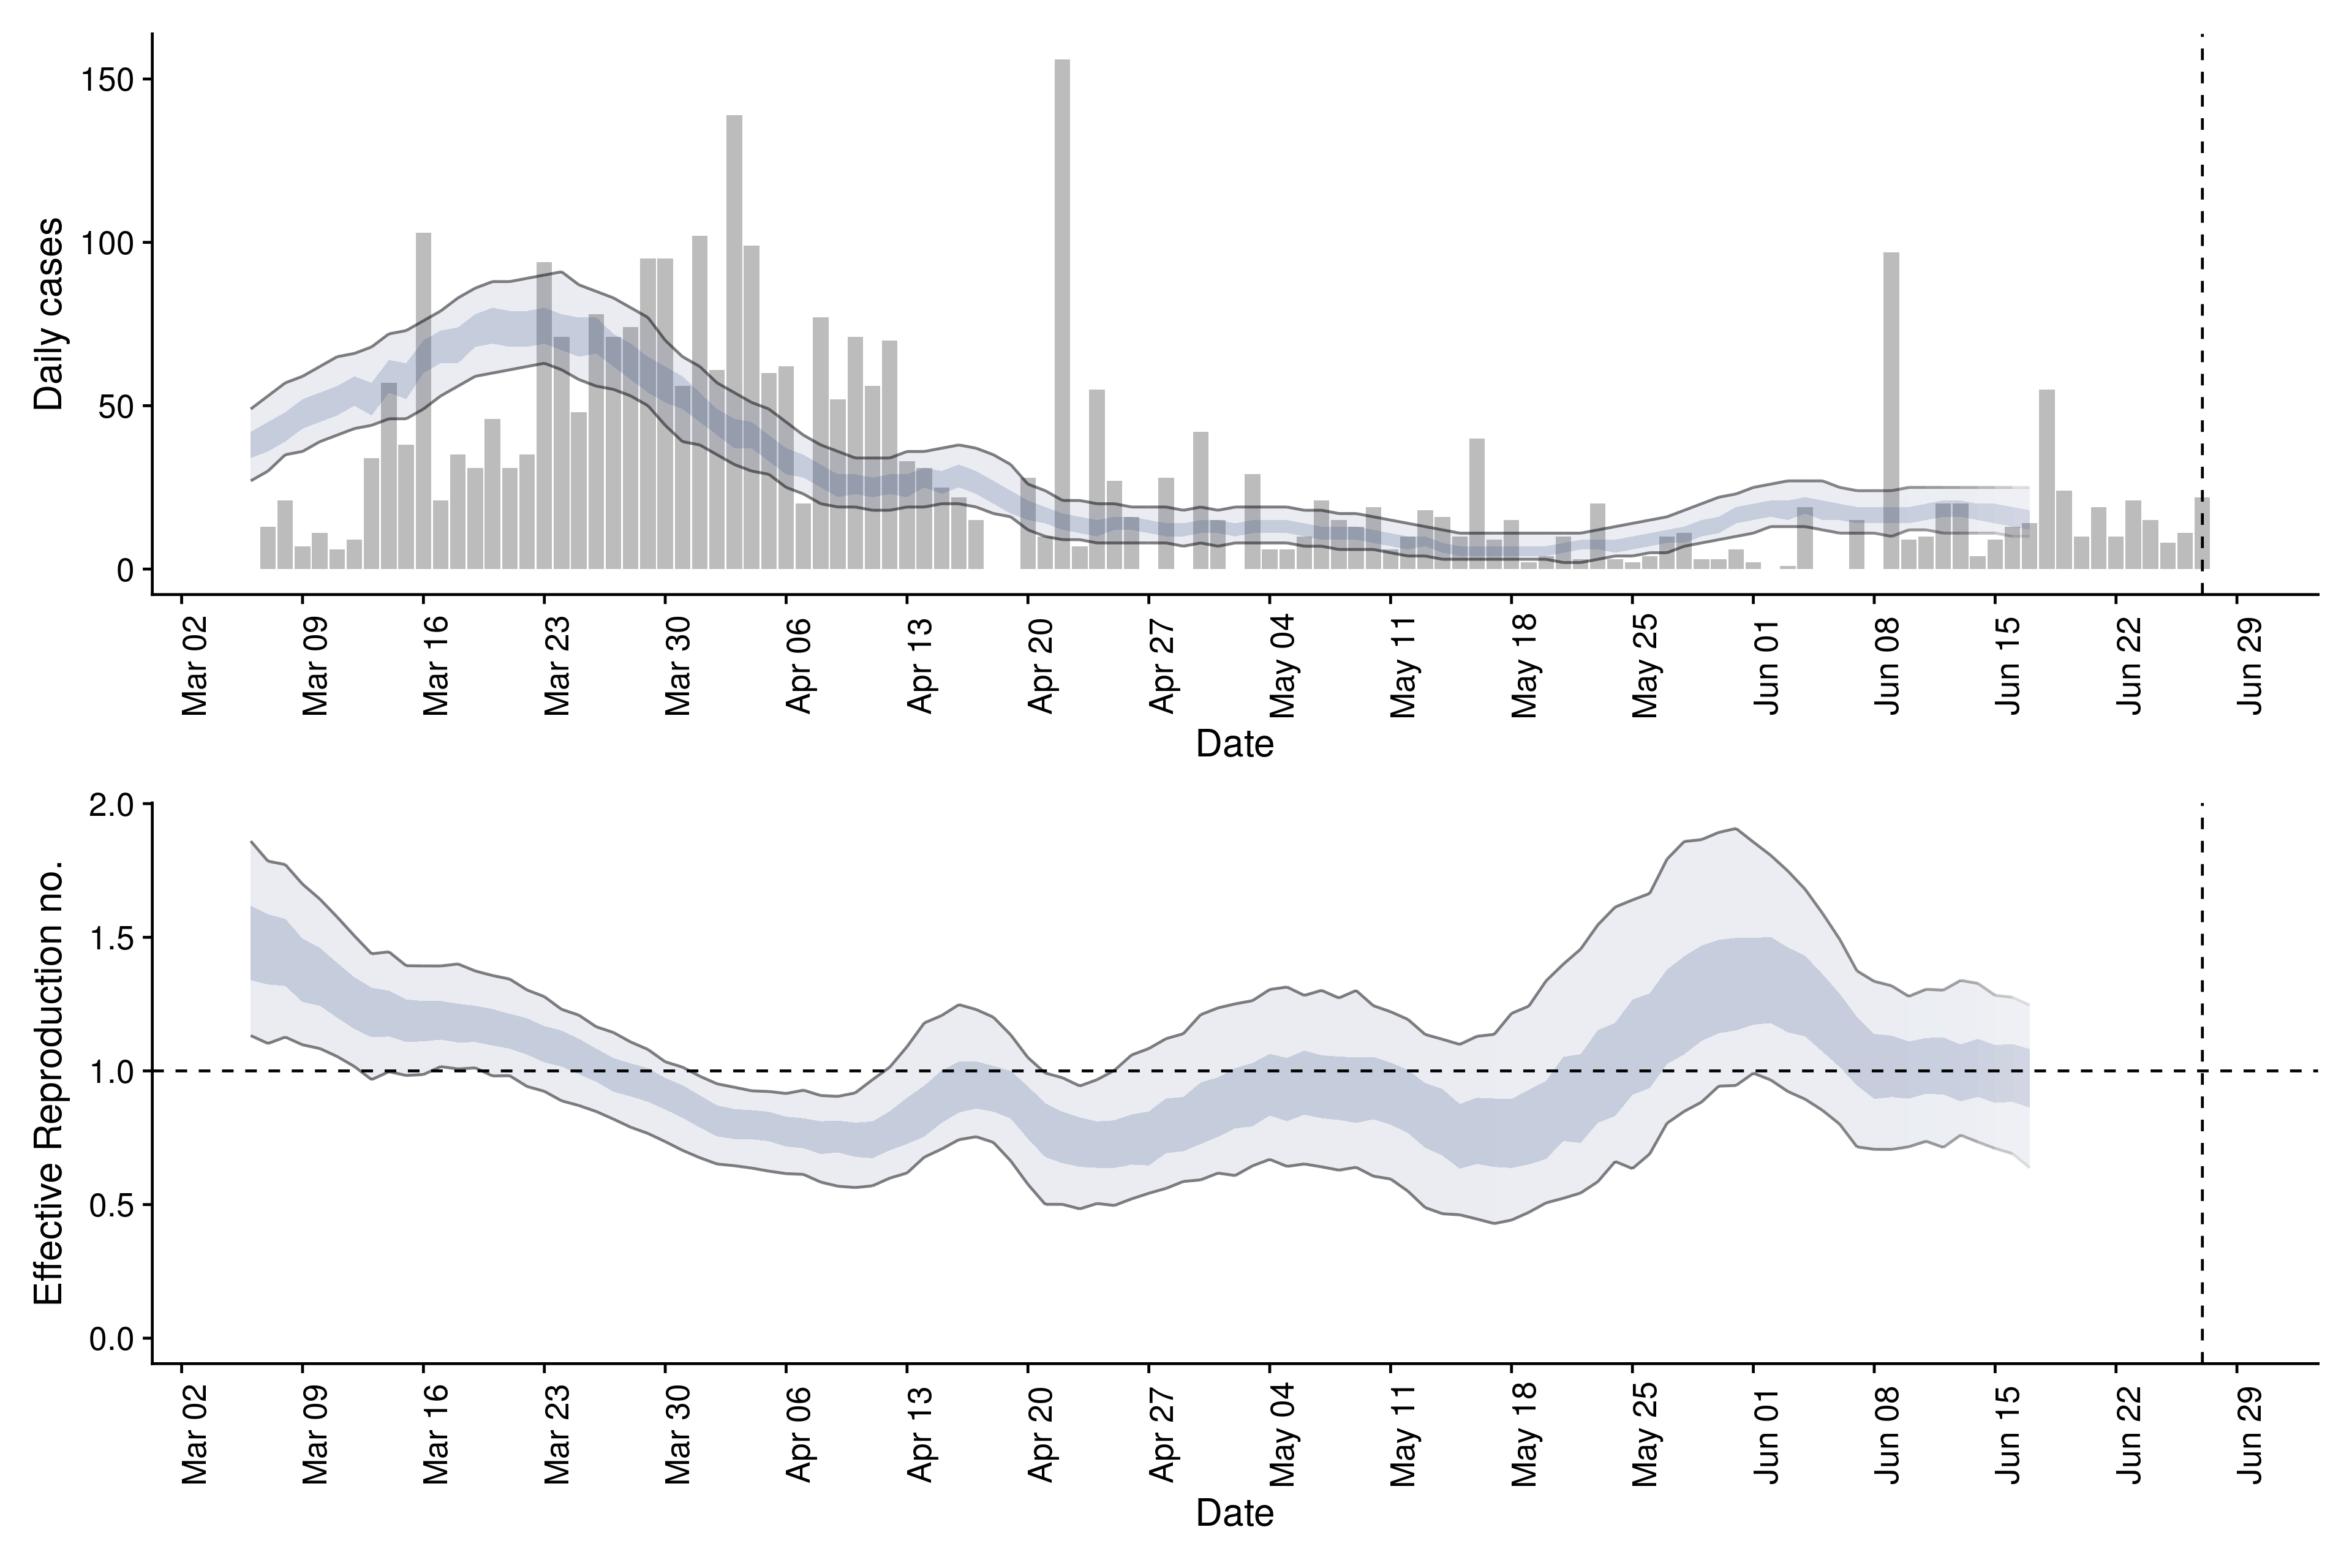 Daily cases
150
100
50
0
Mar 02
Mar 09
Mar 16
Mar 23
Mar 30
Apr 06
Apr 13
Apr 20
Apr 27
May 04
May 11
May 18
May 25
Jun 01
Jun 08
Jun 15
Jun 22
Jun 29
Date
Effective Reproduction no.
2.0
1.5
1.0
0.5
0.0
Mar 02
Mar 09
Mar 16
Mar 23
Mar 30
Apr 06
Apr 13
Apr 20
Apr 27
May 04
May 11
May 18
May 25
Jun 01
Jun 08
Jun 15
Jun 22
Jun 29
Date